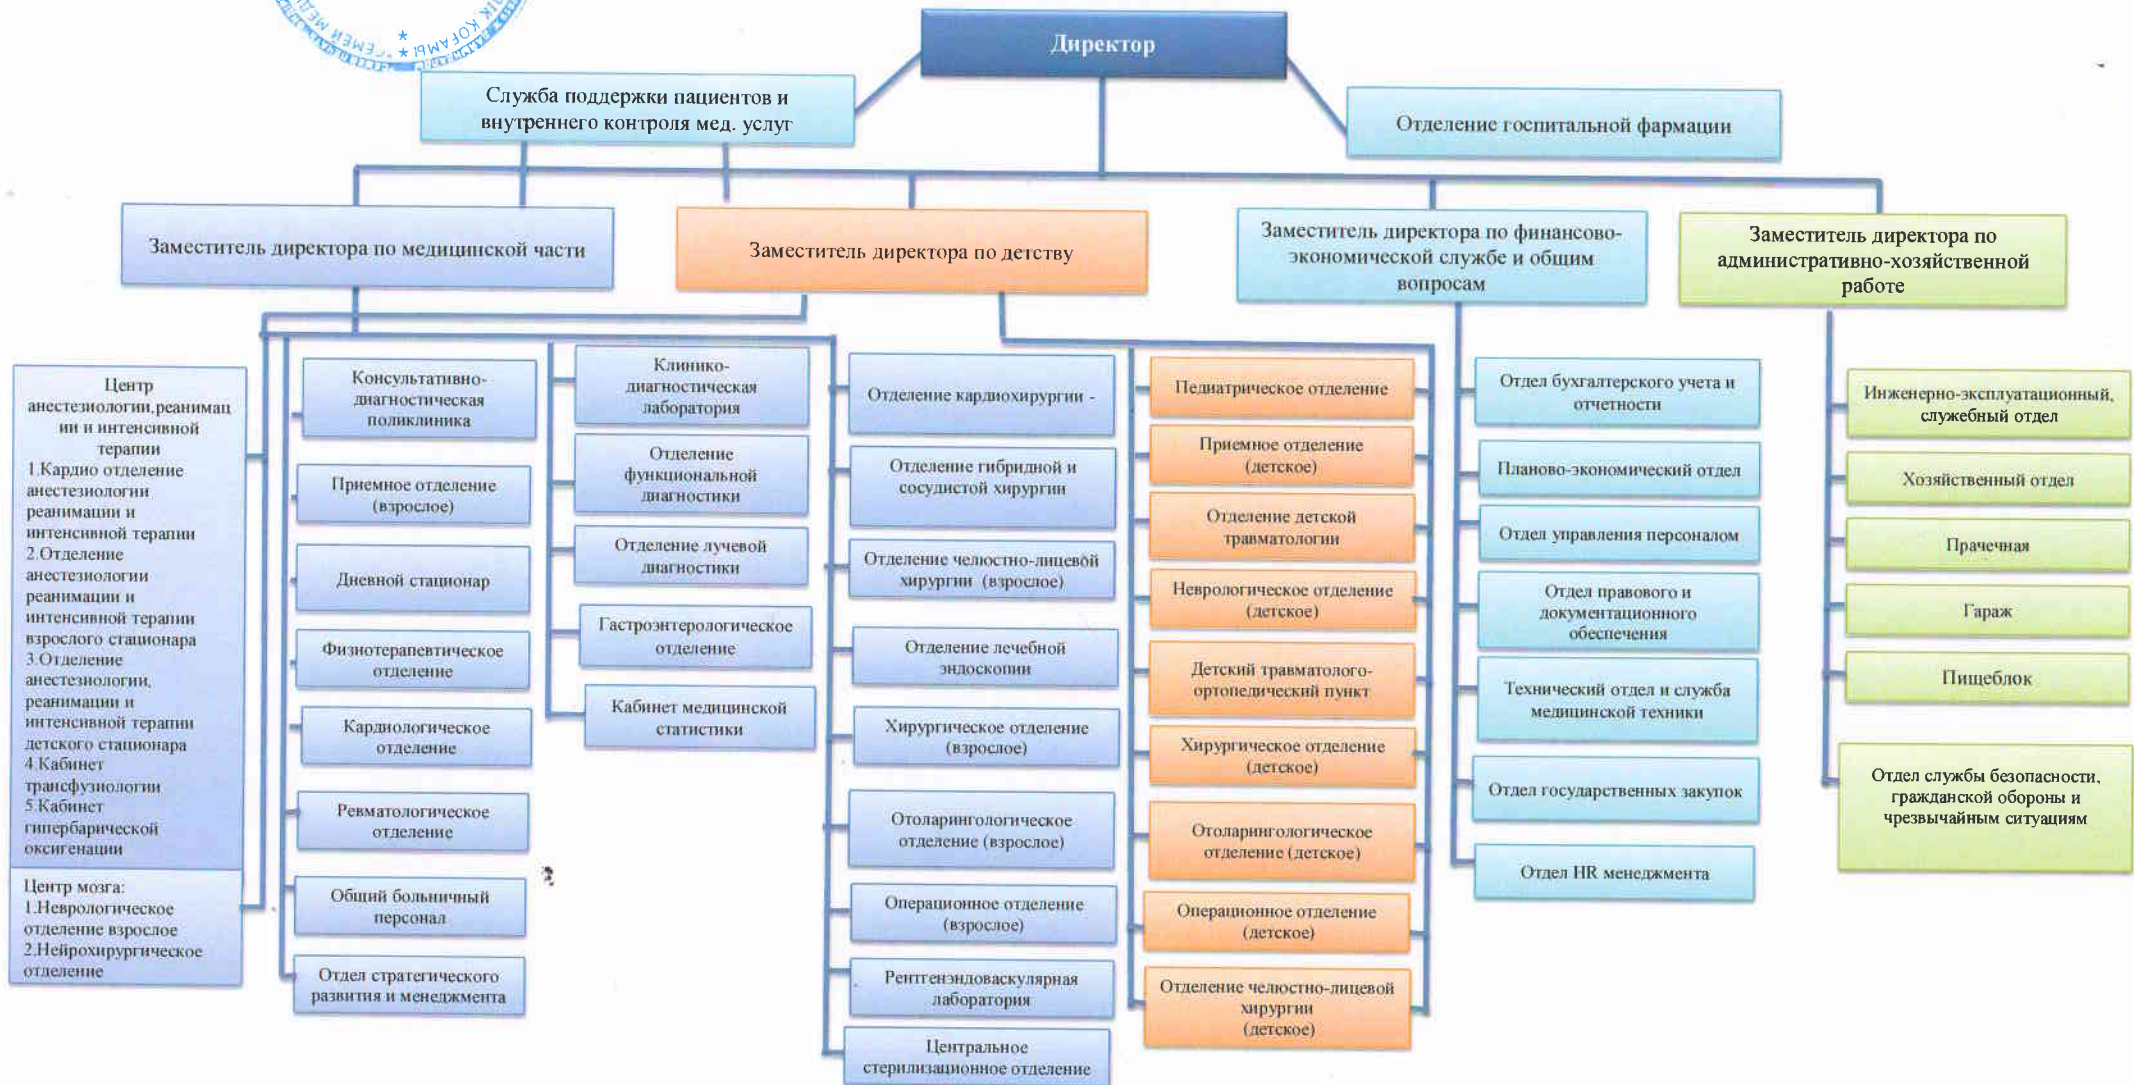 "СЕМЕЙ МЕДИ
ІК ҚОҒАМЫ
Директор
Служба поддержки пациентов и
внутреннего контроля мед. услуг
Отделение госпитальной фармации
Заместитель директора по медицинской части
Заместитель директора по детству
Заместитель директора по финансово-
экономической службе и общим
вопросам
Заместитель директора по
административно-хозяйственной
работе
Центр
анестезиологии,реанимац
ии и интенсивной
терапии
1.Кардио отделение
анестезиологии
реанимации и
интенсивной терапии
2.Отделение
анестезиологии
реанимации и
интенсивной терапии
взрослого стационара
3.Отделение
анестезиологии,
реанимации и
интенсивной терапии
детского стационара
4.Кабинет
трансфузиологии
5.Кабинет
гипербарической
оксигенации
Центр мозга:
1.Неврологическое
отделение взрослое
2.Нейрохирургическое
отделение
Консультативно-
диагностическая
поликлиника
Приемное отделение
(взрослое)
Дневной стационар
Физиотерапевтическое
отделение
Кардиологическое
отделение
Ревматологическое
отделение
Общий больничный
персонал
Отдел стратегического
развития и менеджмента
Клинико-
диагностическая
лаборатория
Отделение
функциональной
диагностики
Отделение лучевой
диагностики
Гастроэнтерологическое
отделение
Кабинет медицинской
статистики
Отделение кардиохирургии -
Отделение гибридной и
сосудистой хирургии
Отделение челюстно-лицевой
хирургии (взрослое)
Отделение лечебной
эндоскопии
Хирургическое отделение
(взрослое)
Отоларингологическое
отделение (взрослое)
Операционное отделение
(взрослое)
Рентгенэндоваскулярная
лаборатория
Центральное
стерилизационное отделение
Педиатрическое отделение
Приемное отделение
(детское)
Отделение детской
травматологии
Неврологическое отделение
(детское)
Детский травматолого-
ортопедический пункт
Хирургическое отделение
(детское)
Отоларингологическое
отделение (детское)
Операционное отделение
(детское)
Отделение челюстно-лицевой
хирургии
(детское)
Отдел бухгалтерского учета и
отчетности
Планово-экономический отдел
Отдел управления персоналом
Отдел правового и
документационного
обеспечения
Технический отдел и служба
медицинской техники
Отдел государственных закупок
Отдел HR менеджмента
Инженерно-эксплуатационный,
служебный отдел
Хозяйственный отдел
Прачечная
Гараж
Пищеблок
Отдел службы безопасности,
гражданской обороны и
чрезвычайным ситуациям